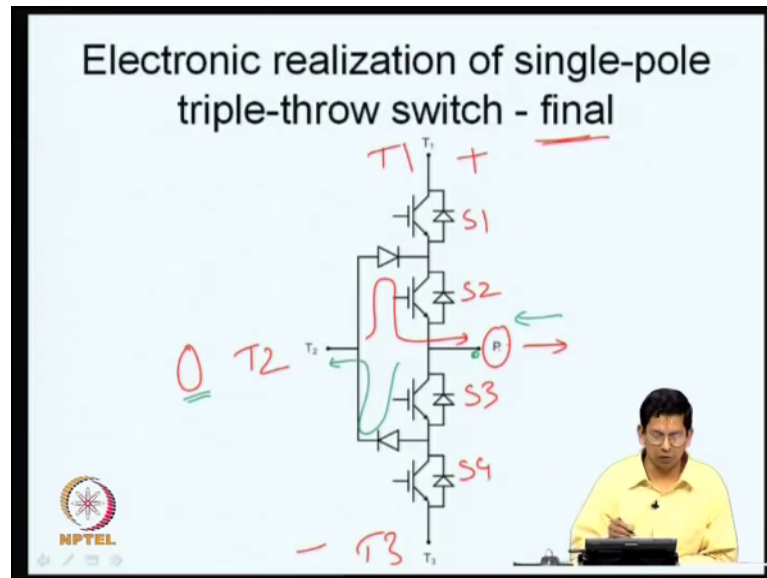 Electronic realization of single-pole
triple-throw switch - final
T1 + T₁
S1
S2
0 T2 T₂ P
S3
S4
- T3 T₃
NPTEL